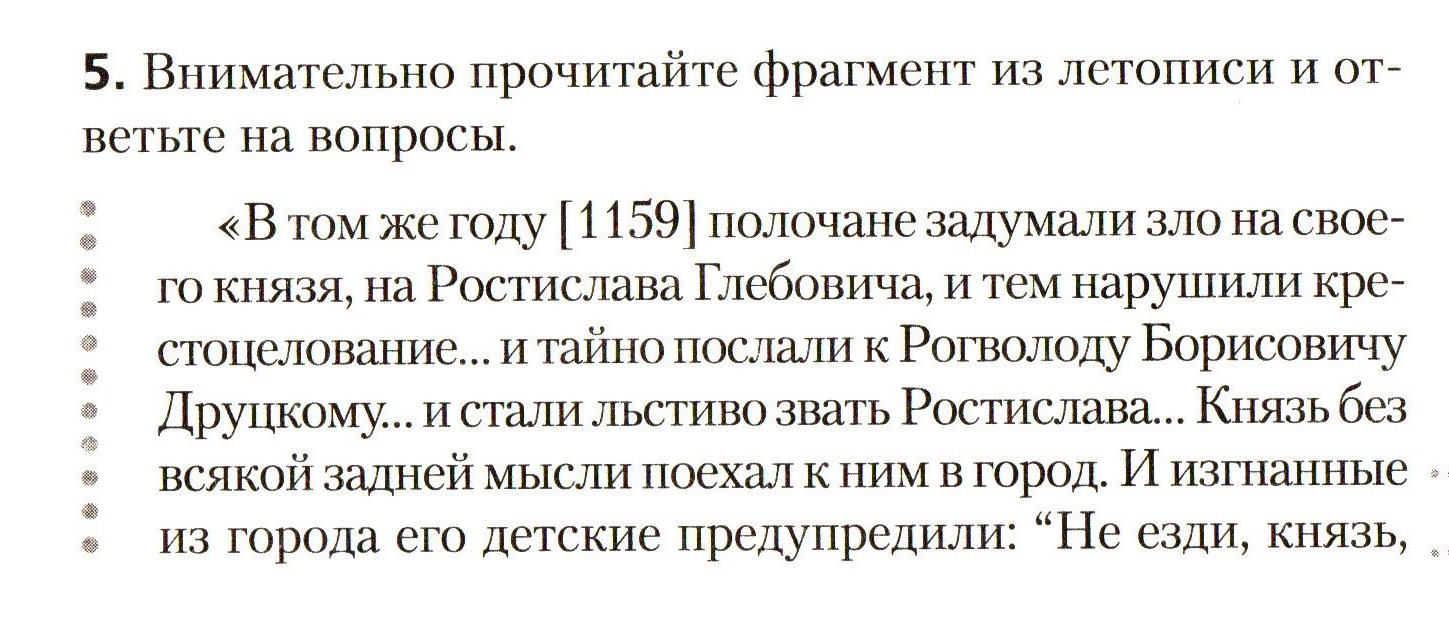 5. Внимательно прочитайте фрагмент из летописи и от-
ветьте на вопросы.
«В том же году [1159] полочане задумали зло на свое-
го князя, на Ростислава Глебовича, и тем нарушили кре-
стоцелование... и тайно послали к Рогволоду Борисовичу
Друцкому... и стали льстиво звать Ростислава... Князь без
всякой задней мысли поехал к ним в город. И изгнанные
из города его детские предупредили: “Не езди, князь,